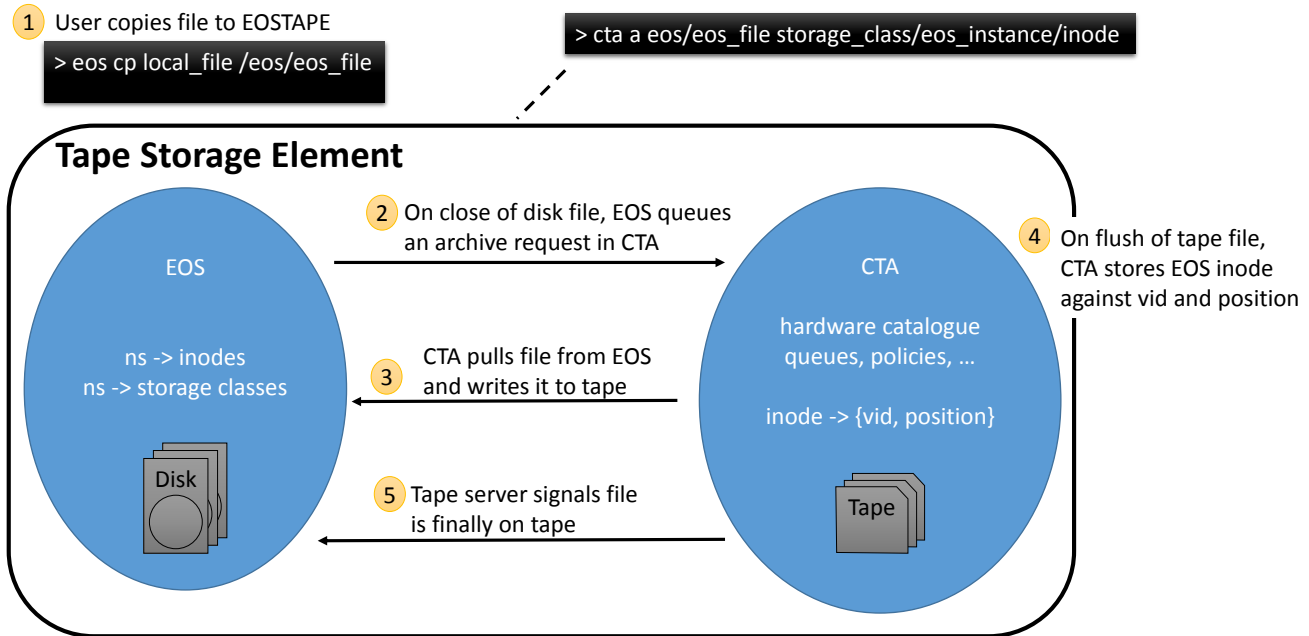 1 User copies file to EOSTAPE
> eos cp local_file /eos/eos_file
> cta a eos/eos_file storage_class/eos_instance/inode
Tape Storage Element
EOS
ns -> inodes
ns -> storage classes
Disk
2 On close of disk file, EOS queues
an archive request in CTA
3 CTA pulls file from EOS
and writes it to tape
5 Tape server signals file
is finally on tape
CTA
hardware catalogue
queues, policies, …
inode -> {vid, position}
Tape
4 On flush of tape file,
CTA stores EOS inode
against vid and position